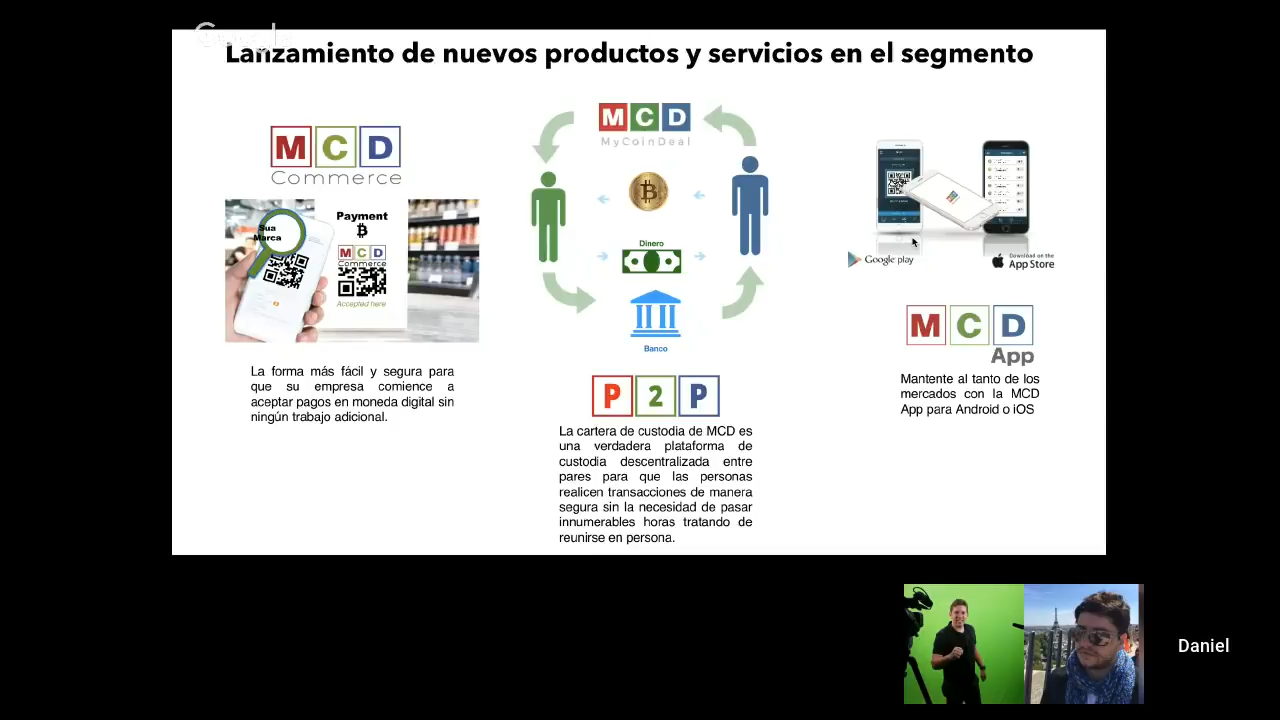 Google
Lanzamiento de nuevos productos y servicios en el segmento
MCD
Commerce
Sua
Marca
Payment
MCD
Commerce
Accepted here
La forma más fácil y segura para
que su empresa comience a
aceptar pagos en moneda digital sin
ningún trabajo adicional.
MCD
MyCoinDeal
Dinero
Banco
P2P
La cartera de custodia de MCD es
una verdadera plataforma de
custodia descentralizada entre
pares para que las personas
realicen transacciones de manera
segura sin la necesidad de pasar
innumerables horas tratando de
reunirse en persona.
Google play
Download on the
App Store
MCD
App
Mantente al tanto de los
mercados con la MCD
App para Android o iOS
Daniel